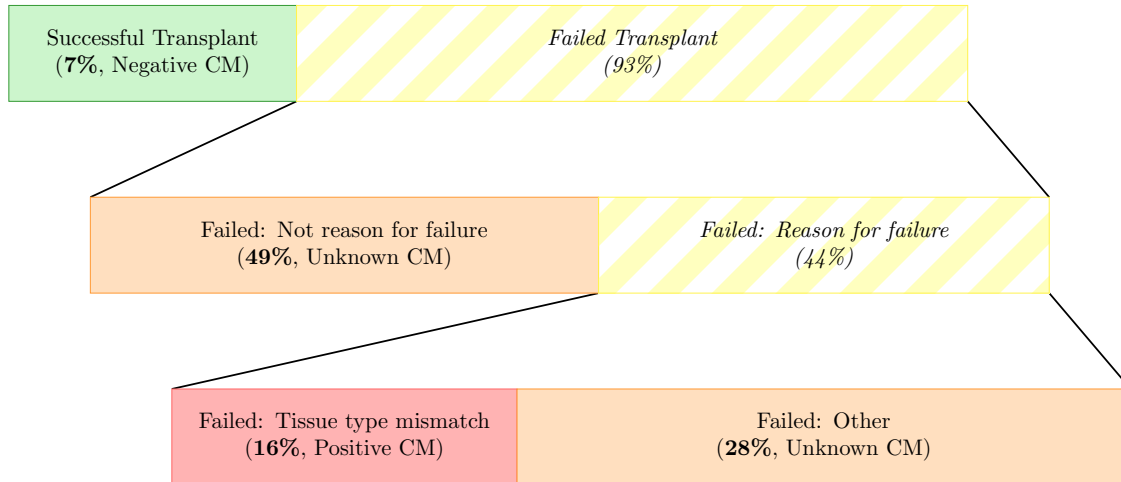 Successful Transplant
(7%, Negative CM)
Failed Transplant
(93%)
Failed: Not reason for failure
(49%, Unknown CM)
Failed: Reason for failure
(44%)
Failed: Tissue type mismatch
(16%, Positive CM)
Failed: Other
(28%, Unknown CM)